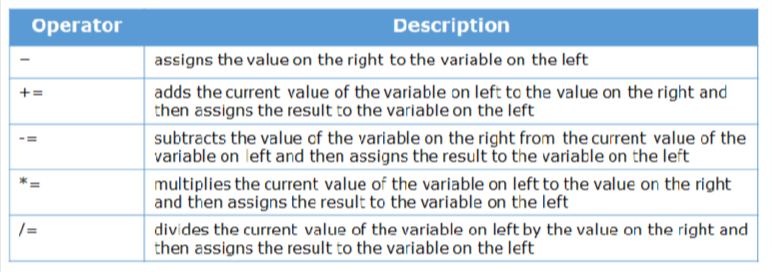 Operator Description
– assigns the value on the right to the variable on the left
+= adds the current value of the variable on left to the value on the right and
then assigns the result to the variable on the left
-= subtracts the value of the variable on the right from the current value of the
variable on left and then assigns the result to the variable on the left
*= multiplies the current value of the variable on left to the value on the right
and then assigns the result to the variable on the left
/= divides the current value of the variable on left by the value on the right and
then assigns the result to the variable on the left